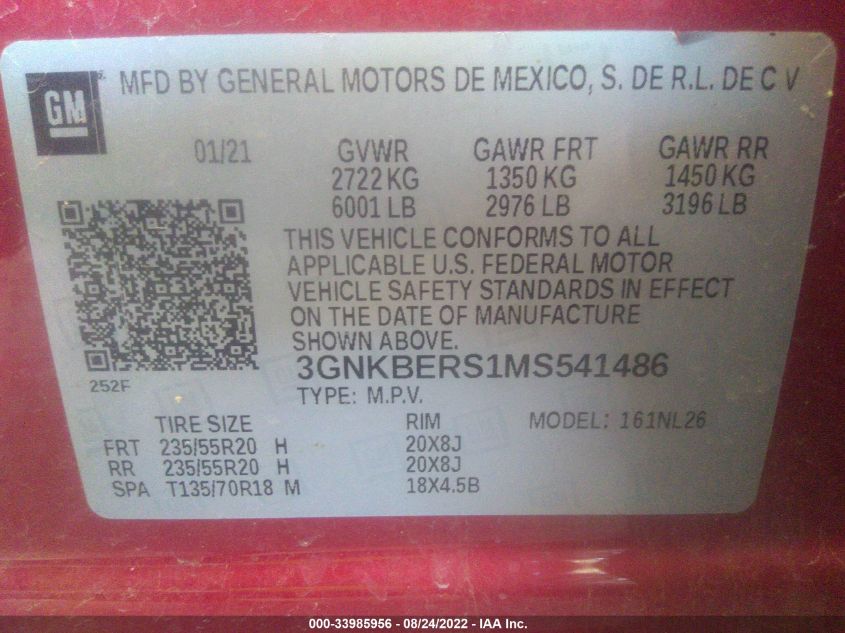 GM
MFD BY GENERAL MOTORS DE MEXICO, S. DE R.L. DE C V
01/21 GVWR GAWR FRT GAWR RR
2722 KG 1350 KG 1450 KG
6001 LB 2976 LB 3196 LB
THIS VEHICLE CONFORMS TO ALL
APPLICABLE U.S. FEDERAL MOTOR
VEHICLE SAFETY STANDARDS IN EFFECT
ON THE DATE OF MANUFACTURE
SHOWN ABOVE.
3GNKBERS1MS541486
252F
TYPE: M.P.V.
TIRE SIZE RIM MODEL: 161NL26
FRT 235/55R20 H 20X8J
RR 235/55R20 H 20X8J
SPA T135/70R18 M 18X4.5B
000-33985956 - 08/24/2022 - IAA Inc.